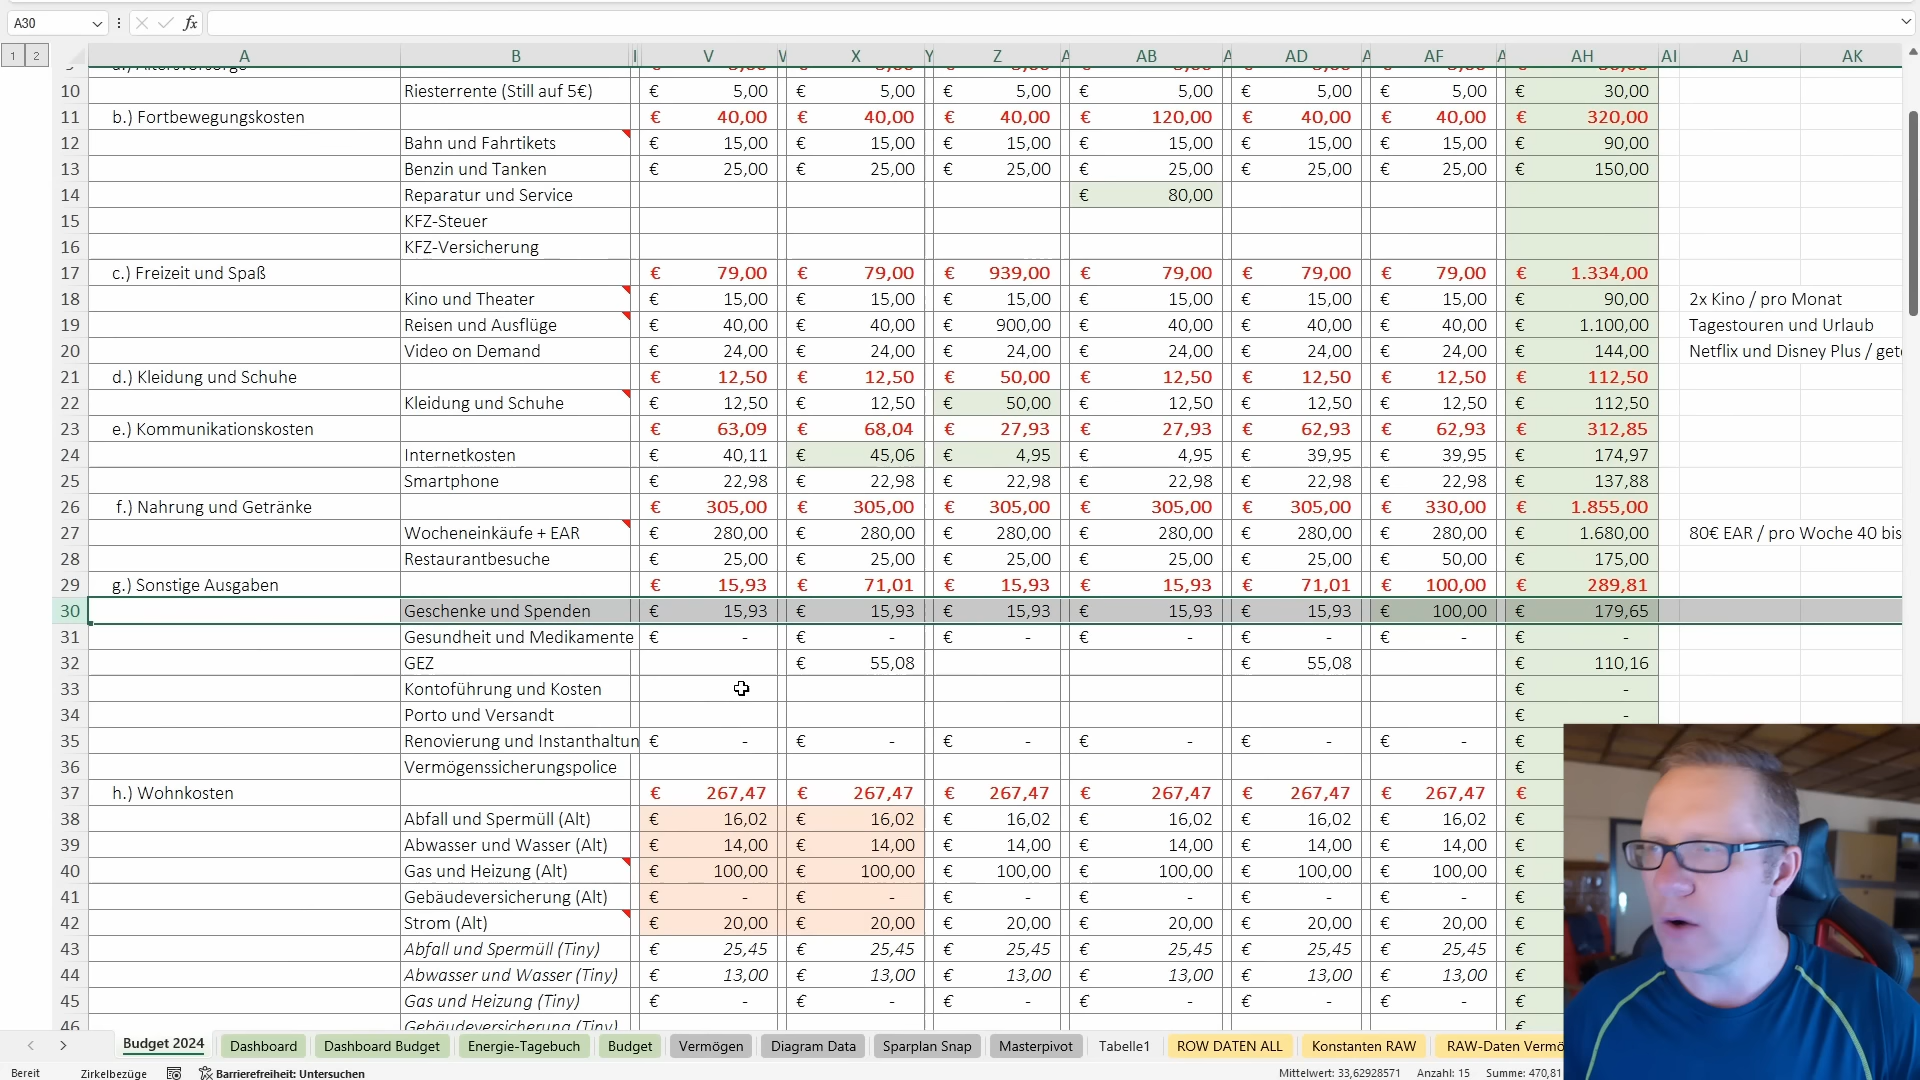 A30 fx
1 2 A B I V W X Y Z A AB A AD A AF A AH AI AJ AK
10 Riesterrente (Still auf 5€) € 5,00 € 5,00 € 5,00 € 5,00 € 5,00 € 5,00 € 30,00
11 b.) Fortbewegungskosten € 40,00 € 40,00 € 40,00 € 120,00 € 40,00 € 40,00 € 320,00
12 Bahn und Fahrtikets € 15,00 € 15,00 € 15,00 € 15,00 € 15,00 € 15,00 € 90,00
13 Benzin und Tanken € 25,00 € 25,00 € 25,00 € 25,00 € 25,00 € 25,00 € 150,00
14 Reparatur und Service € 80,00
15 KFZ-Steuer
16 KFZ-Versicherung
17 c.) Freizeit und Spaß € 79,00 € 79,00 € 939,00 € 79,00 € 79,00 € 79,00 € 1.334,00
18 Kino und Theater € 15,00 € 15,00 € 15,00 € 15,00 € 15,00 € 15,00 € 90,00 2x Kino / pro Monat
19 Reisen und Ausflüge € 40,00 € 40,00 € 900,00 € 40,00 € 40,00 € 40,00 € 1.100,00 Tagestouren und Urlaub
20 Video on Demand € 24,00 € 24,00 € 24,00 € 24,00 € 24,00 € 24,00 € 144,00 Netflix und Disney Plus / gete
21 d.) Kleidung und Schuhe € 12,50 € 12,50 € 50,00 € 12,50 € 12,50 € 12,50 € 112,50
22 Kleidung und Schuhe € 12,50 € 12,50 € 50,00 € 12,50 € 12,50 € 12,50 € 112,50
23 e.) Kommunikationskosten € 63,09 € 68,04 € 27,93 € 27,93 € 62,93 € 62,93 € 312,85
24 Internetkosten € 40,11 € 45,06 € 4,95 € 4,95 € 39,95 € 39,95 € 174,97
25 Smartphone € 22,98 € 22,98 € 22,98 € 22,98 € 22,98 € 22,98 € 137,88
26 f.) Nahrung und Getränke € 305,00 € 305,00 € 305,00 € 305,00 € 305,00 € 330,00 € 1.855,00
27 Wocheneinkäufe + EAR € 280,00 € 280,00 € 280,00 € 280,00 € 280,00 € 280,00 € 1.680,00 80€ EAR / pro Woche 40 bis
28 Restaurantbesuche € 25,00 € 25,00 € 25,00 € 25,00 € 25,00 € 50,00 € 175,00
29 g.) Sonstige Ausgaben € 15,93 € 71,01 € 15,93 € 15,93 € 71,01 € 100,00 € 289,81
30 Geschenke und Spenden € 15,93 € 15,93 € 15,93 € 15,93 € 15,93 € 100,00 € 179,65
31 Gesundheit und Medikamente € - € - € - € - € - € - € -
32 GEZ € 55,08 € 55,08 € 110,16
33 Kontoführung und Kosten € -
34 Porto und Versandt € -
35 Renovierung und Instanthaltun € - € - € - € - € - € - €
36 Vermögenssicherungspolice €
37 h.) Wohnkosten € 267,47 € 267,47 € 267,47 € 267,47 € 267,47 € 267,47 €
38 Abfall und Spermüll (Alt) € 16,02 € 16,02 € 16,02 € 16,02 € 16,02 € 16,02 €
39 Abwasser und Wasser (Alt) € 14,00 € 14,00 € 14,00 € 14,00 € 14,00 € 14,00 €
40 Gas und Heizung (Alt) € 100,00 € 100,00 € 100,00 € 100,00 € 100,00 € 100,00 €
41 Gebäudeversicherung (Alt) € - € - € - € - € - € - €
42 Strom (Alt) € 20,00 € 20,00 € 20,00 € 20,00 € 20,00 € 20,00 €
43 Abfall und Spermüll (Tiny) € 25,45 € 25,45 € 25,45 € 25,45 € 25,45 € 25,45 €
44 Abwasser und Wasser (Tiny) € 13,00 € 13,00 € 13,00 € 13,00 € 13,00 € 13,00 €
45 Gas und Heizung (Tiny) € - € - € - € - € - € - €
46 Gebäudeversicherung (Tiny) €
Budget 2024 Dashboard Dashboard Budget Energie-Tagebuch Budget Vermögen Diagram Data Sparplan Snap Masterpivot Tabelle1 ROW DATEN ALL Konstanten RAW RAW-Daten Vermö
Bereit Zirkelbezüge Barrierefreiheit: Untersuchen Mittelwert: 33,62928571 Anzahl: 15 Summe: 470,81